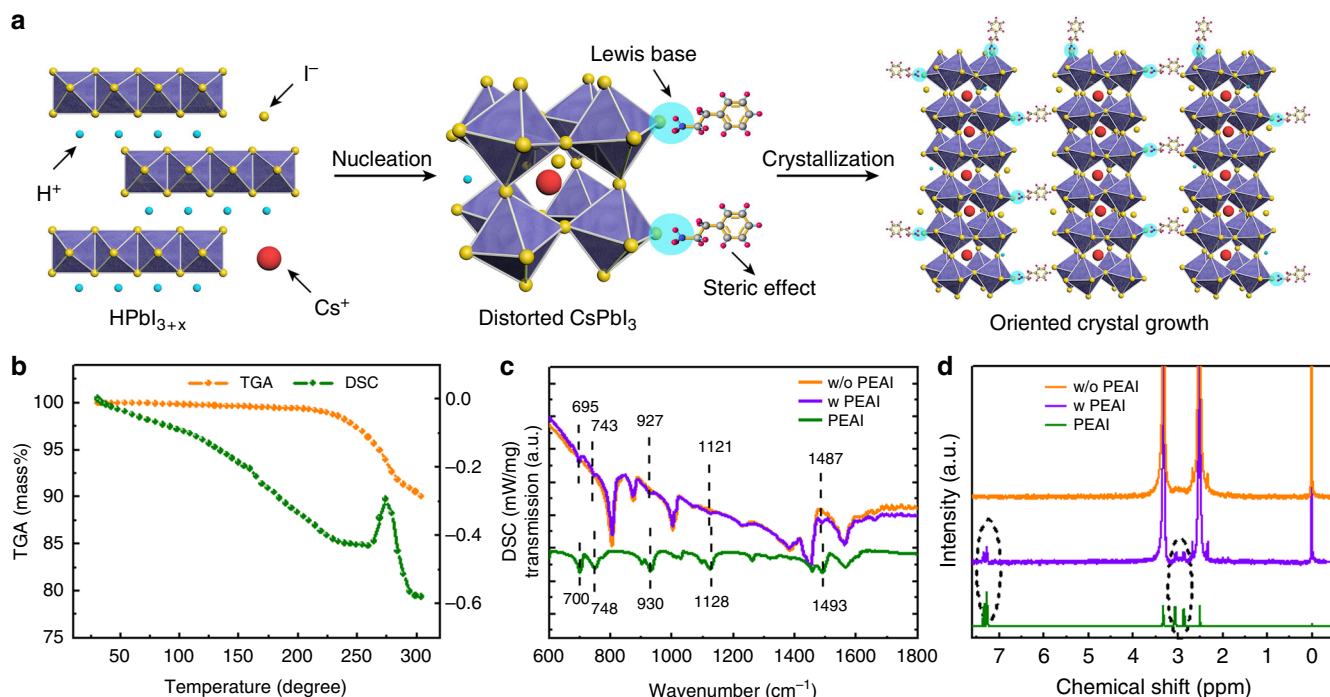 a
I⁻
H⁺
HPbI₃₊ₓ
Cs⁺
Nucleation
Lewis base
Distorted CsPbI₃
Steric effect
Crystallization
Oriented crystal growth
b
TGA
DSC
100
95
90
85
80
75
TGA (mass%)
0.0
−0.2
−0.4
−0.6
DSC (mW/mg)
50
100
150
200
250
300
Temperature (degree)
c
w/o PEAI
w PEAI
PEAI
695
743
927
1121
1487
700
748
930
1128
1493
transmission (a.u.)
600
800
1000
1200
1400
1600
1800
Wavenumber (cm⁻¹)
d
w/o PEAI
w PEAI
PEAI
Intensity (a.u.)
7
6
5
4
3
2
1
0
Chemical shift (ppm)